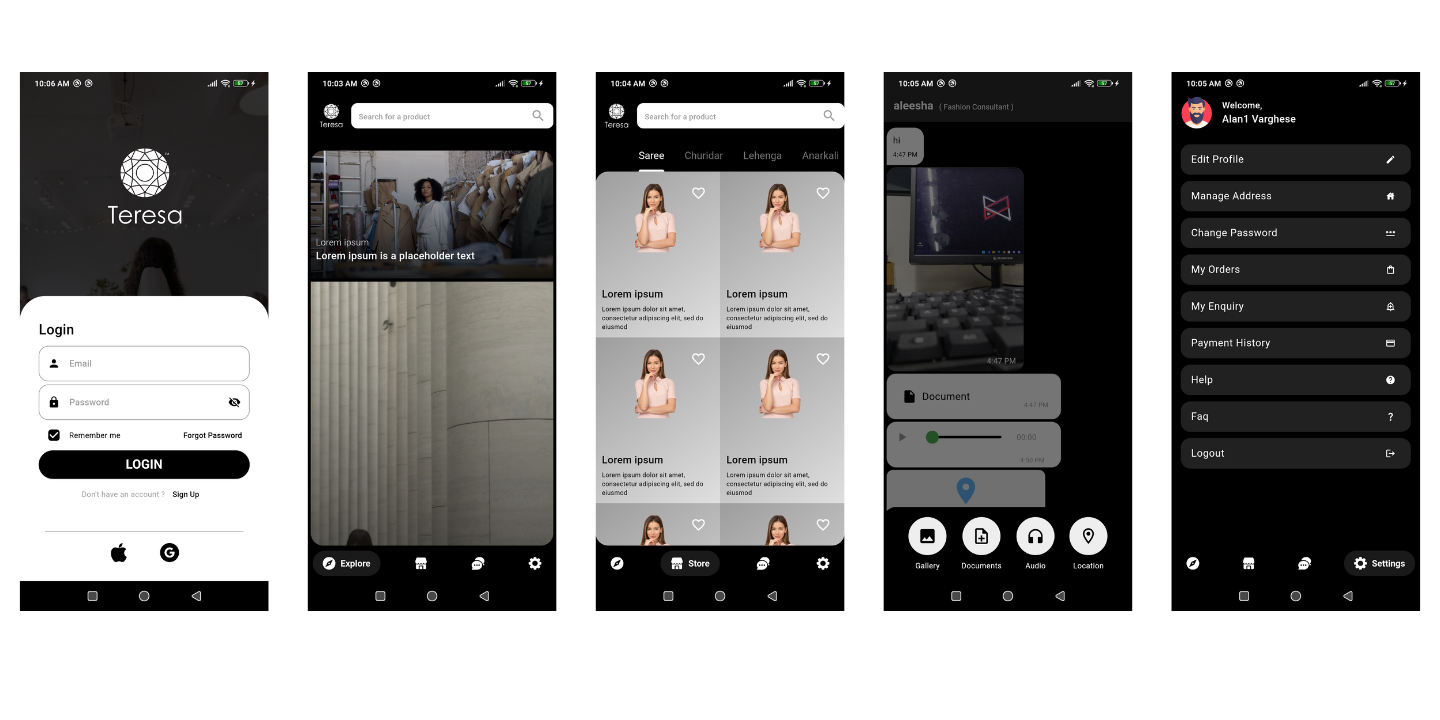 10:06 AM
67
TM
Teresa
Login
Email
Password
Remember me
Forgot Password
LOGIN
Don't have an account ?
Sign Up
G
10:03 AM
67
Teresa
Search for a product
Lorem ipsum
Lorem ipsum is a placeholder text
Explore
10:04 AM
67
Teresa
Search for a product
Saree
Churidar
Lehenga
Anarkali
Lorem ipsum
Lorem ipsum dolor sit amet,
consectetur adipiscing elit, sed do
eiusmod
Lorem ipsum
Lorem ipsum dolor sit amet,
consectetur adipiscing elit, sed do
eiusmod
Lorem ipsum
Lorem ipsum dolor sit amet,
consectetur adipiscing elit, sed do
eiusmod
Lorem ipsum
Lorem ipsum dolor sit amet,
consectetur adipiscing elit, sed do
eiusmod
Store
10:05 AM
67
aleesha ( Fashion Consultant )
hi
4:47 PM
4:47 PM
Document
4:47 PM
00:00
4:50 PM
Gallery
Documents
Audio
Location
10:05 AM
67
Welcome,
Alan1 Varghese
Edit Profile
Manage Address
Change Password
My Orders
My Enquiry
Payment History
Help
Faq
Logout
Settings